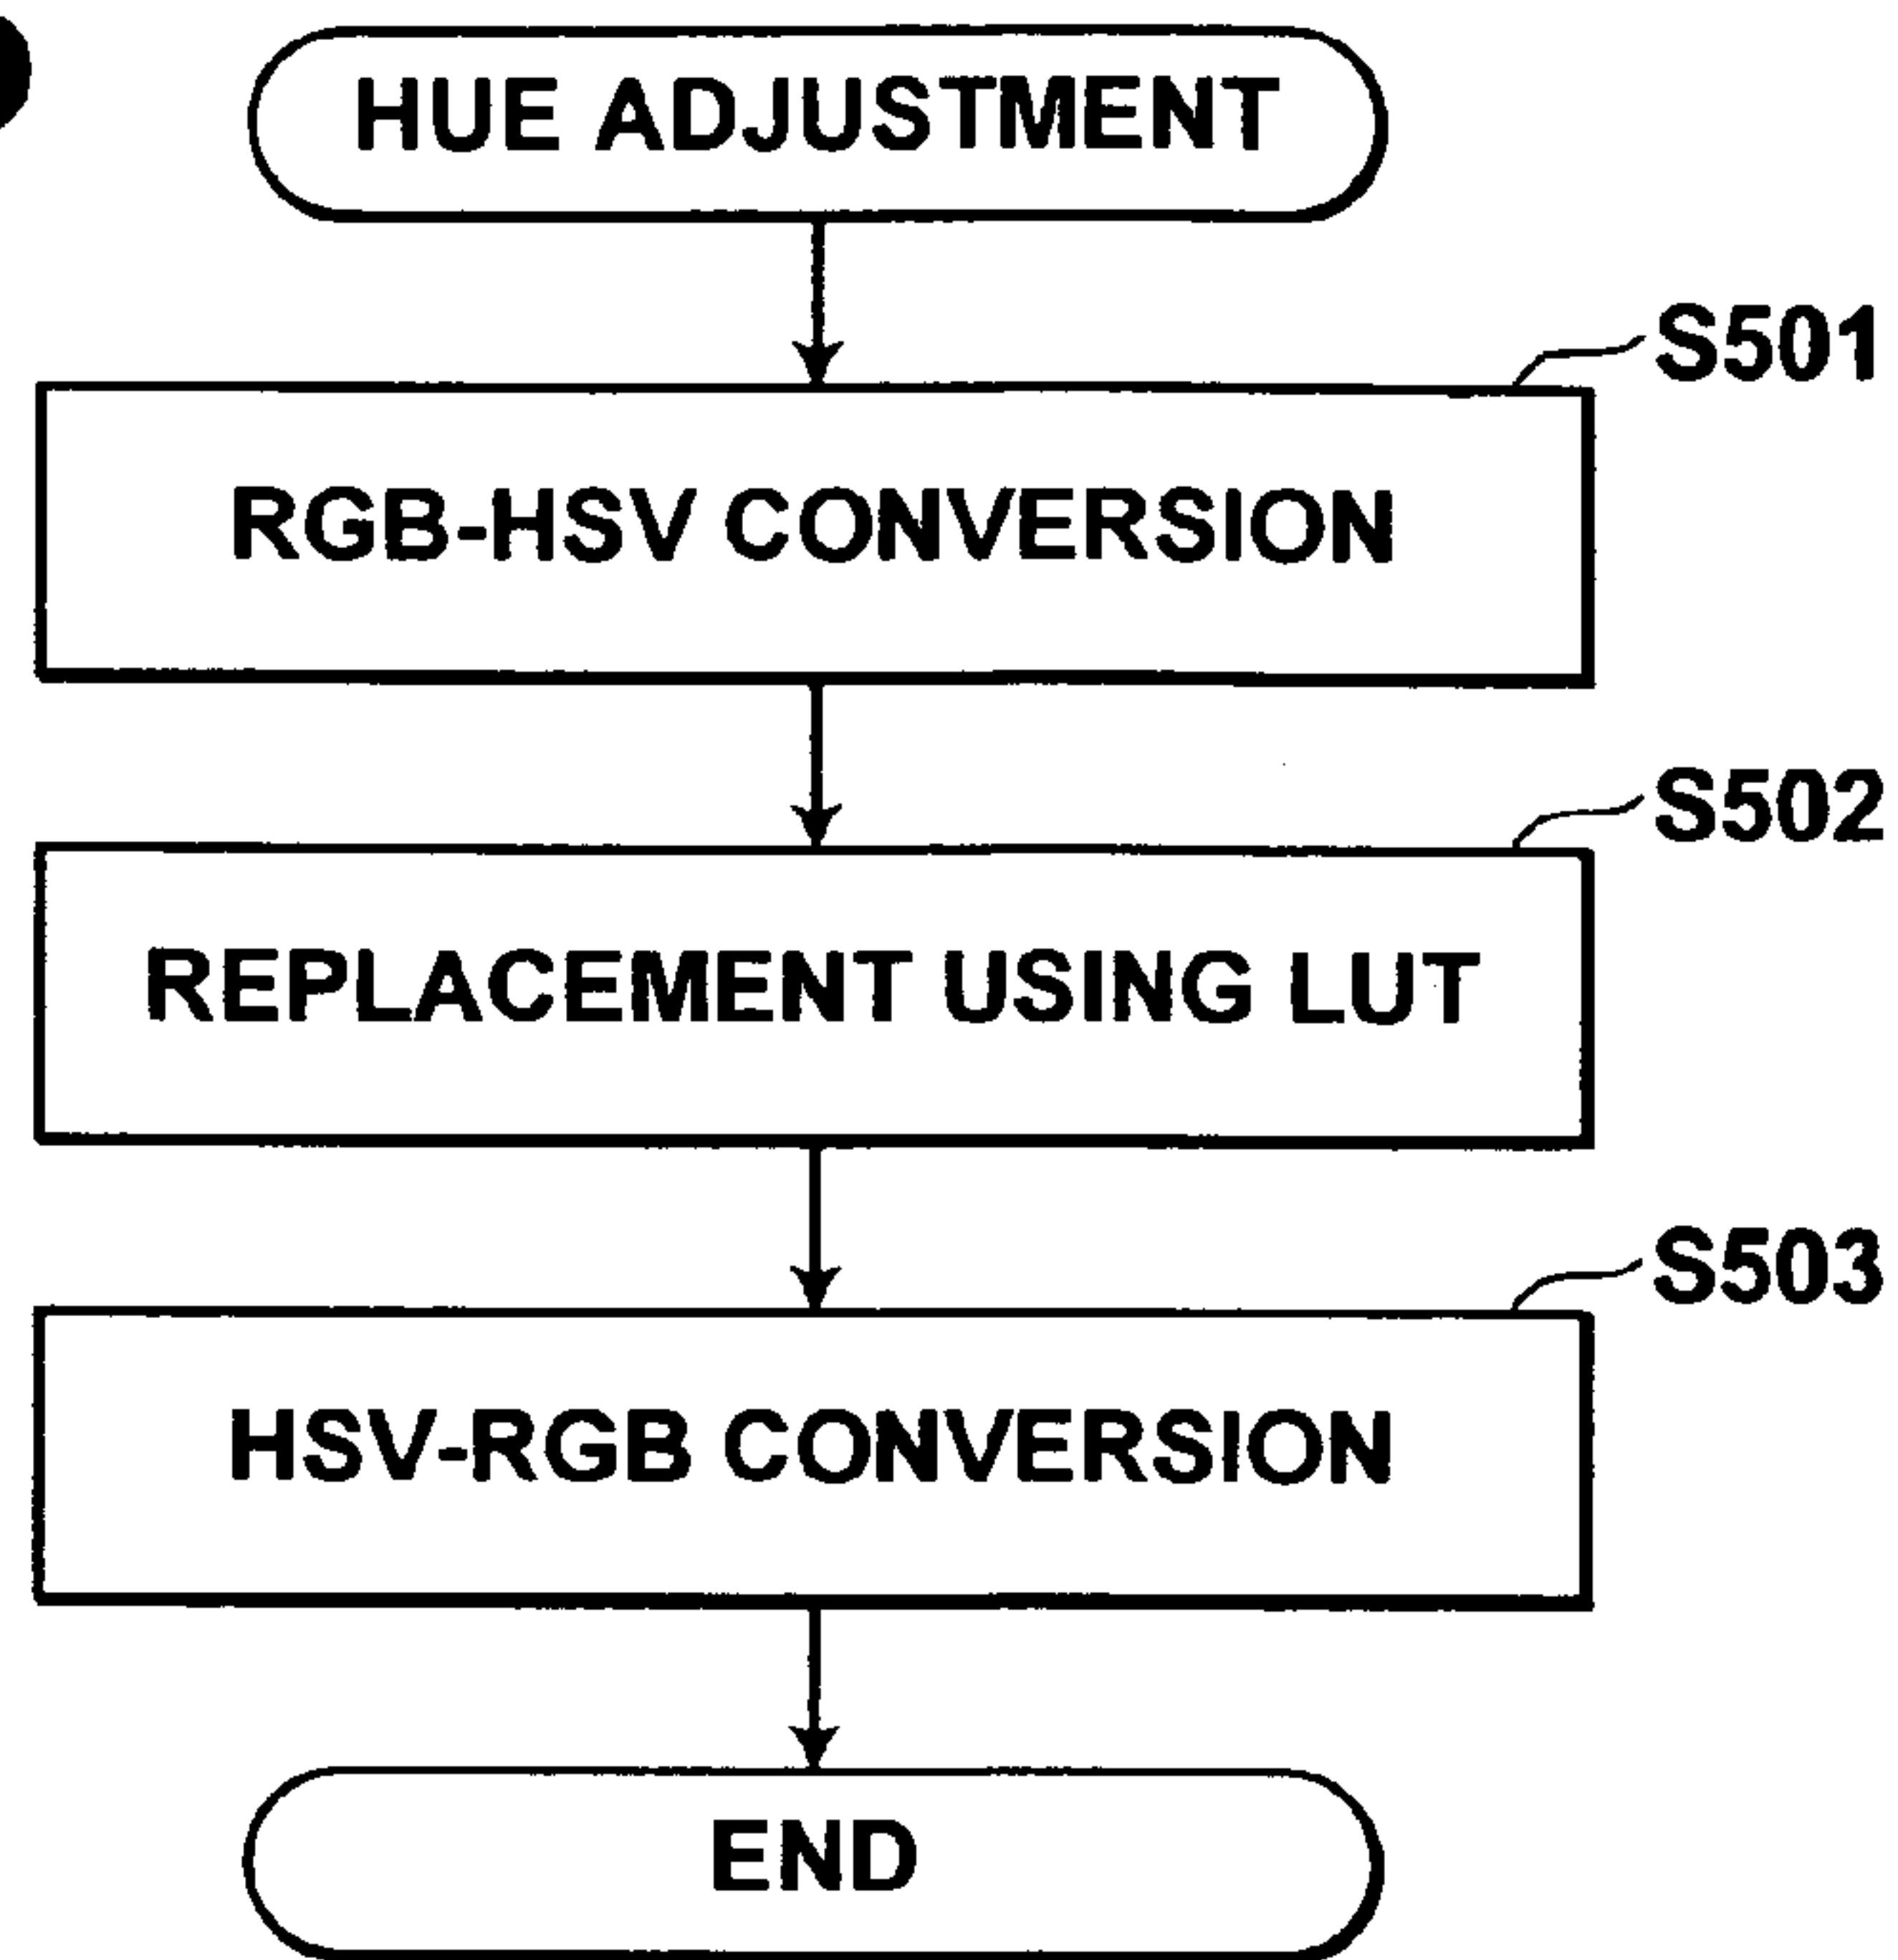 HUE ADJUSTMENT
S501
RGB-HSV CONVERSION
S502
REPLACEMENT USING LUT
S503
HSV-RGB CONVERSION
END